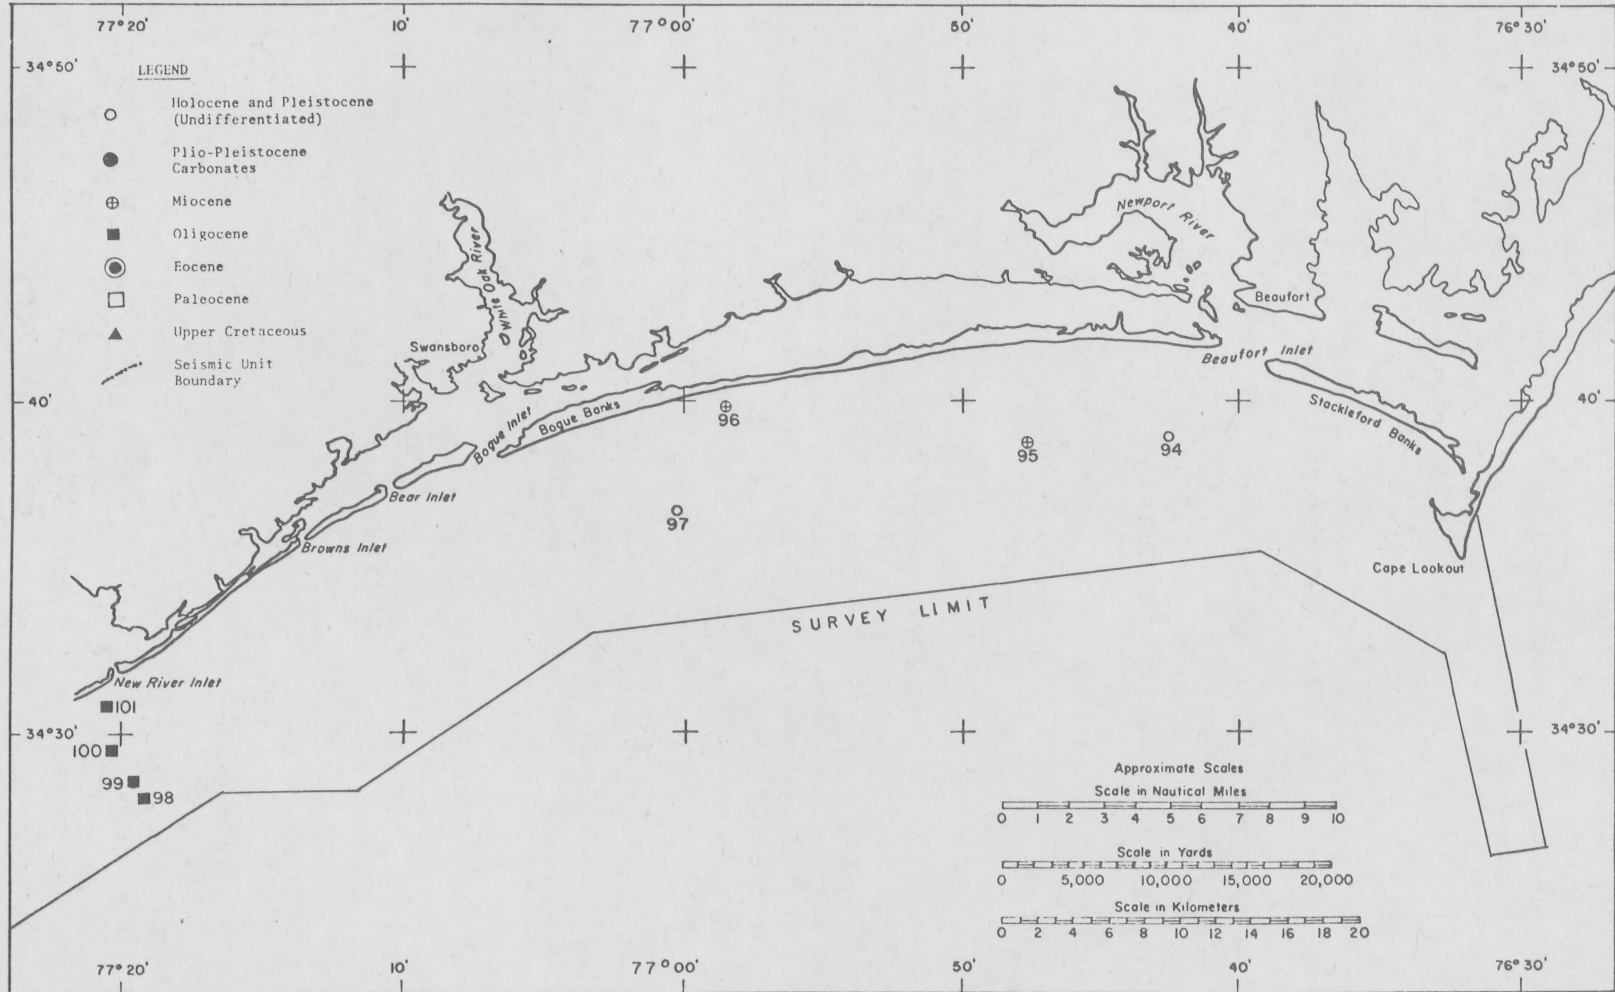 77°20'
10'
77°00'
50'
40'
76°30'
34°50'
34°50'
LEGEND
Holocene and Pleistocene
(Undifferentiated)
Plio-Pleistocene
Carbonates
Miocene
Oligocene
Eocene
Paleocene
Upper Cretaceous
Seismic Unit
Boundary
White Oak River
Newport River
Swansboro
Beaufort
Beaufort Inlet
40'
40'
Bogue Inlet
Bogue Banks
Stackleford Banks
96
95
94
97
Bear Inlet
Browns Inlet
Cape Lookout
SURVEY LIMIT
New River Inlet
101
34°30'
34°30'
100
99
98
Approximate Scales
Scale in Nautical Miles
0 1 2 3 4 5 6 7 8 9 10
Scale in Yards
0 5,000 10,000 15,000 20,000
Scale in Kilometers
0 2 4 6 8 10 12 14 16 18 20
77°20'
10'
77°00'
50'
40'
76°30'